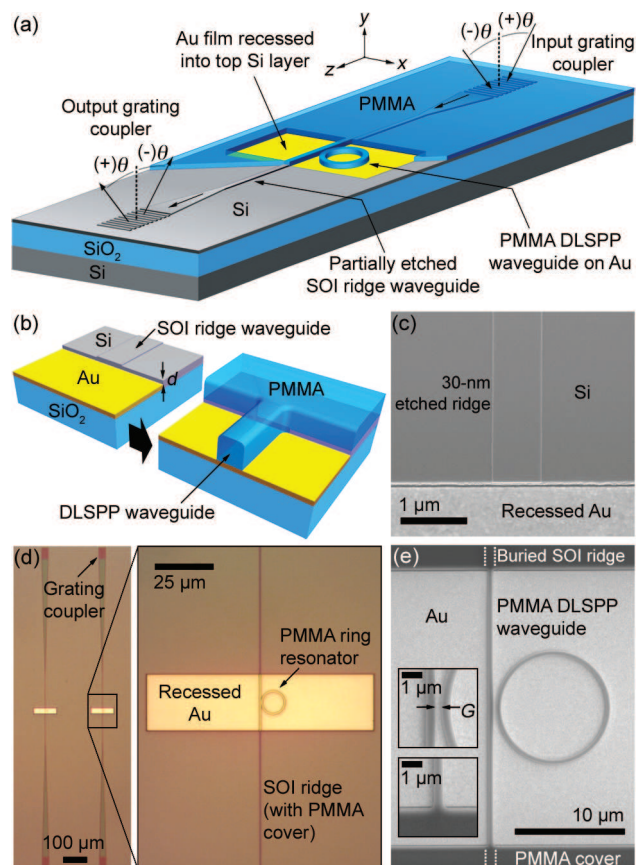 (a)
Au film recessed
into top Si layer
y
z
x
(-)θ
(+)θ
Input grating
coupler
PMMA
Output grating
coupler
(+)θ
(-)θ
Si
SiO2
Si
Partially etched
SOI ridge waveguide
PMMA DLSPP
waveguide on Au
(b)
Si
SOI ridge waveguide
Au
d
SiO2
PMMA
DLSPP waveguide
(c)
30-nm
etched ridge
Si
1 µm
Recessed Au
(d)
Grating
coupler
100 µm
25 µm
PMMA ring
resonator
Recessed
Au
SOI ridge
(with PMMA
cover)
(e)
Buried SOI ridge
Au
PMMA DLSPP
waveguide
1 µm
G
1 µm
10 µm
PMMA cover